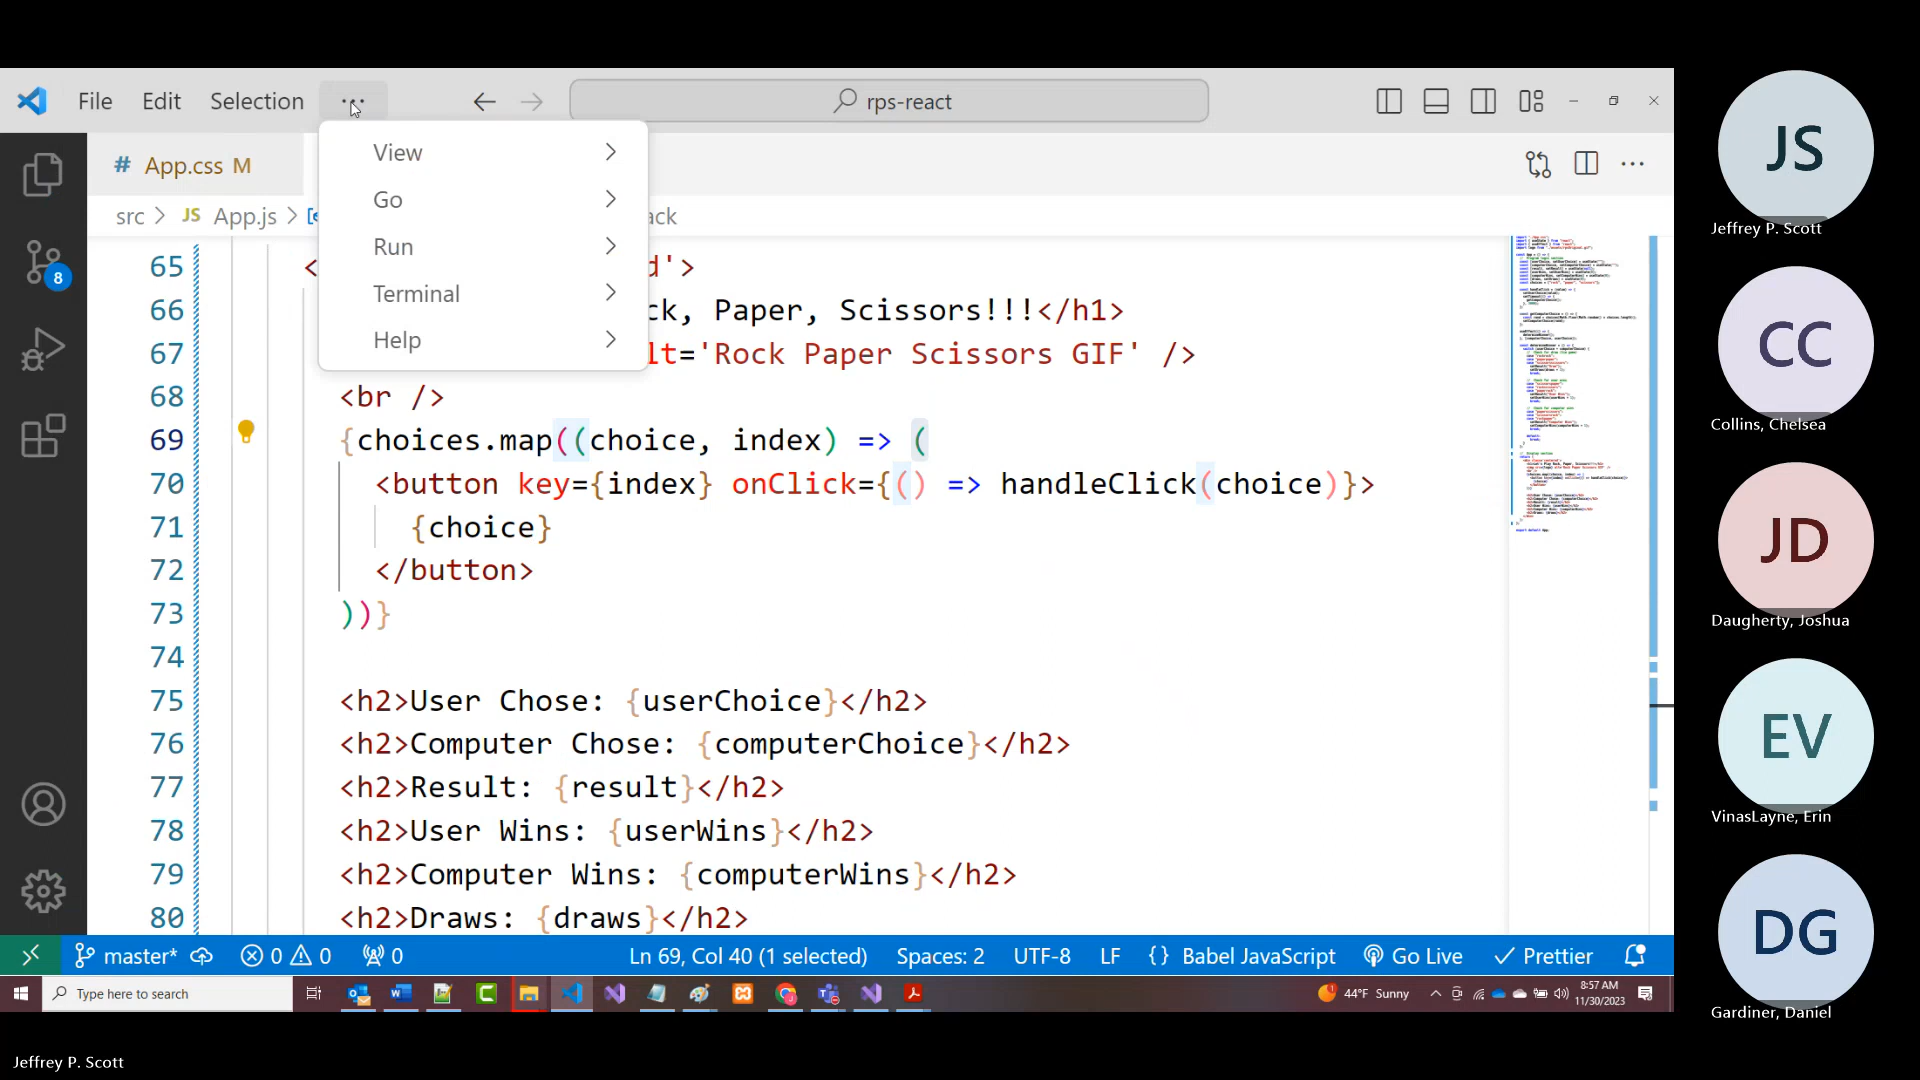 File Edit Selection ··· rps-react
# App.css M
View
Go
Run
Terminal
Help
src > JS App.js > ack
65 < d'>
66 ck, Paper, Scissors!!!</h1>
67 lt='Rock Paper Scissors GIF' />
68 <br />
69 {choices.map((choice, index) => (
70 <button key={index} onClick={() => handleClick(choice)}>
71 {choice}
72 </button>
73 ))}
74
75 <h2>User Chose: {userChoice}</h2>
76 <h2>Computer Chose: {computerChoice}</h2>
77 <h2>Result: {result}</h2>
78 <h2>User Wins: {userWins}</h2>
79 <h2>Computer Wins: {computerWins}</h2>
80 <h2>Draws: {draws}</h2>
8
master* 0 0 0 Ln 69, Col 40 (1 selected) Spaces: 2 UTF-8 LF {} Babel JavaScript Go Live Prettier
Type here to search 44°F Sunny 8:57 AM
11/30/2023
JS
Jeffrey P. Scott
CC
Collins, Chelsea
JD
Daugherty, Joshua
EV
VinasLayne, Erin
DG
Gardiner, Daniel
Jeffrey P. Scott